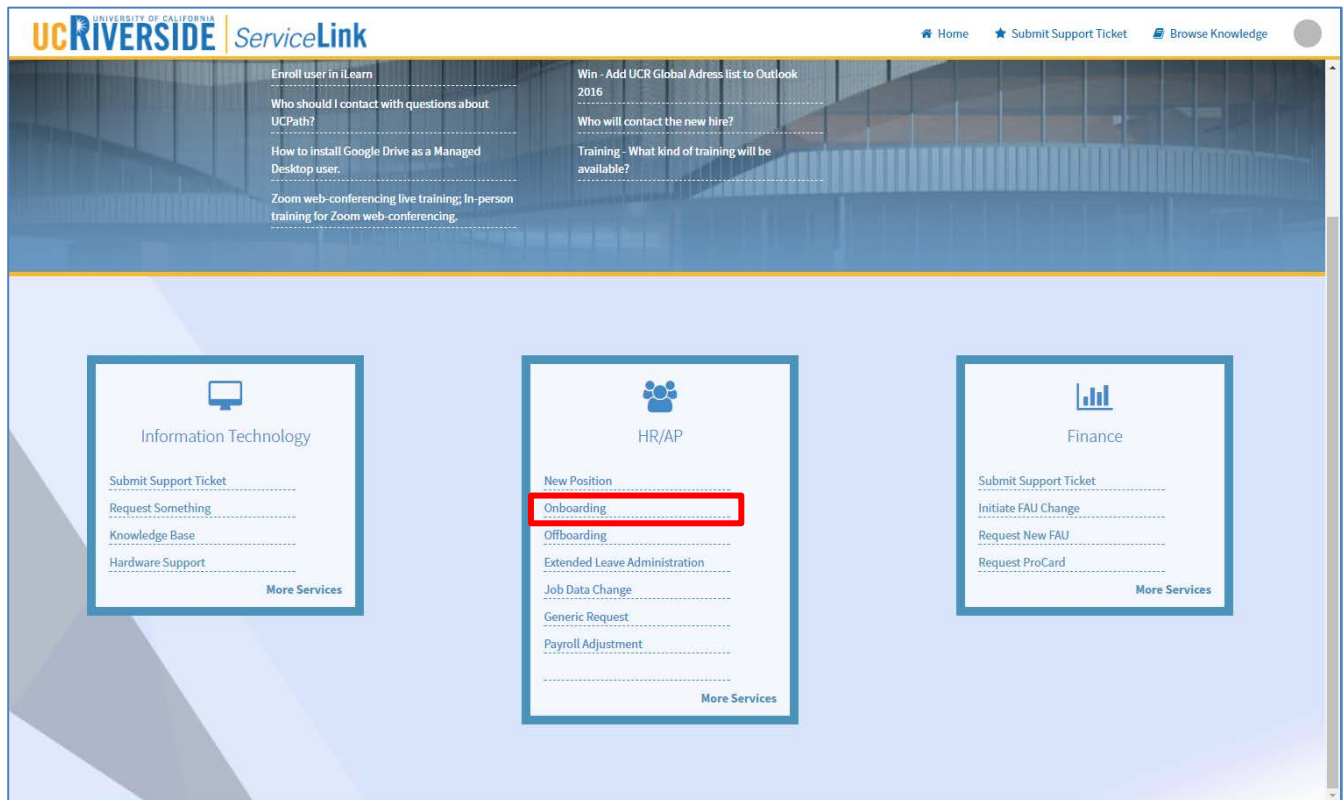 UNIVERSITY OF CALIFORNIA
UCRIVERSIDE ServiceLink
Home Submit Support Ticket Browse Knowledge
Enroll user in iLearn
Who should I contact with questions about
UCPath?
How to install Google Drive as a Managed
Desktop user.
Zoom web-conferencing live training; In-person
training for Zoom web-conferencing.
Win - Add UCR Global Adress list to Outlook
2016
Who will contact the new hire?
Training - What kind of training will be
available?
Information Technology
Submit Support Ticket
Request Something
Knowledge Base
Hardware Support
More Services
HR/AP
New Position
Onboarding
Offboarding
Extended Leave Administration
Job Data Change
Generic Request
Payroll Adjustment
More Services
Finance
Submit Support Ticket
Initiate FAU Change
Request New FAU
Request ProCard
More Services